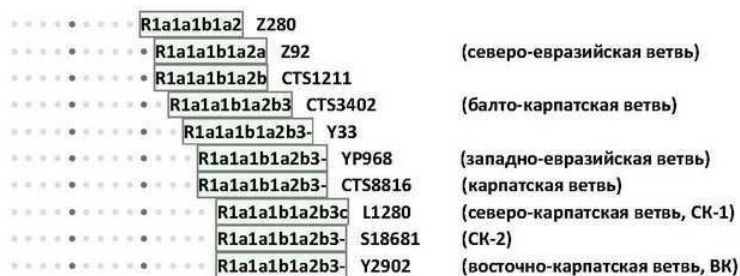 R1a1a1b1a2 Z280
R1a1a1b1a2a Z92 (северо-евразийская ветвь)
R1a1a1b1a2b CTS1211
R1a1a1b1a2b3 CTS3402 (балто-карпатская ветвь)
R1a1a1b1a2b3- Y33
R1a1a1b1a2b3- YP968 (западно-евразийская ветвь)
R1a1a1b1a2b3- CTS8816 (карпатская ветвь)
R1a1a1b1a2b3c L1280 (северо-карпатская ветвь, СК-1)
R1a1a1b1a2b3- S18681 (СК-2)
R1a1a1b1a2b3- Y2902 (восточно-карпатская ветвь, ВК)